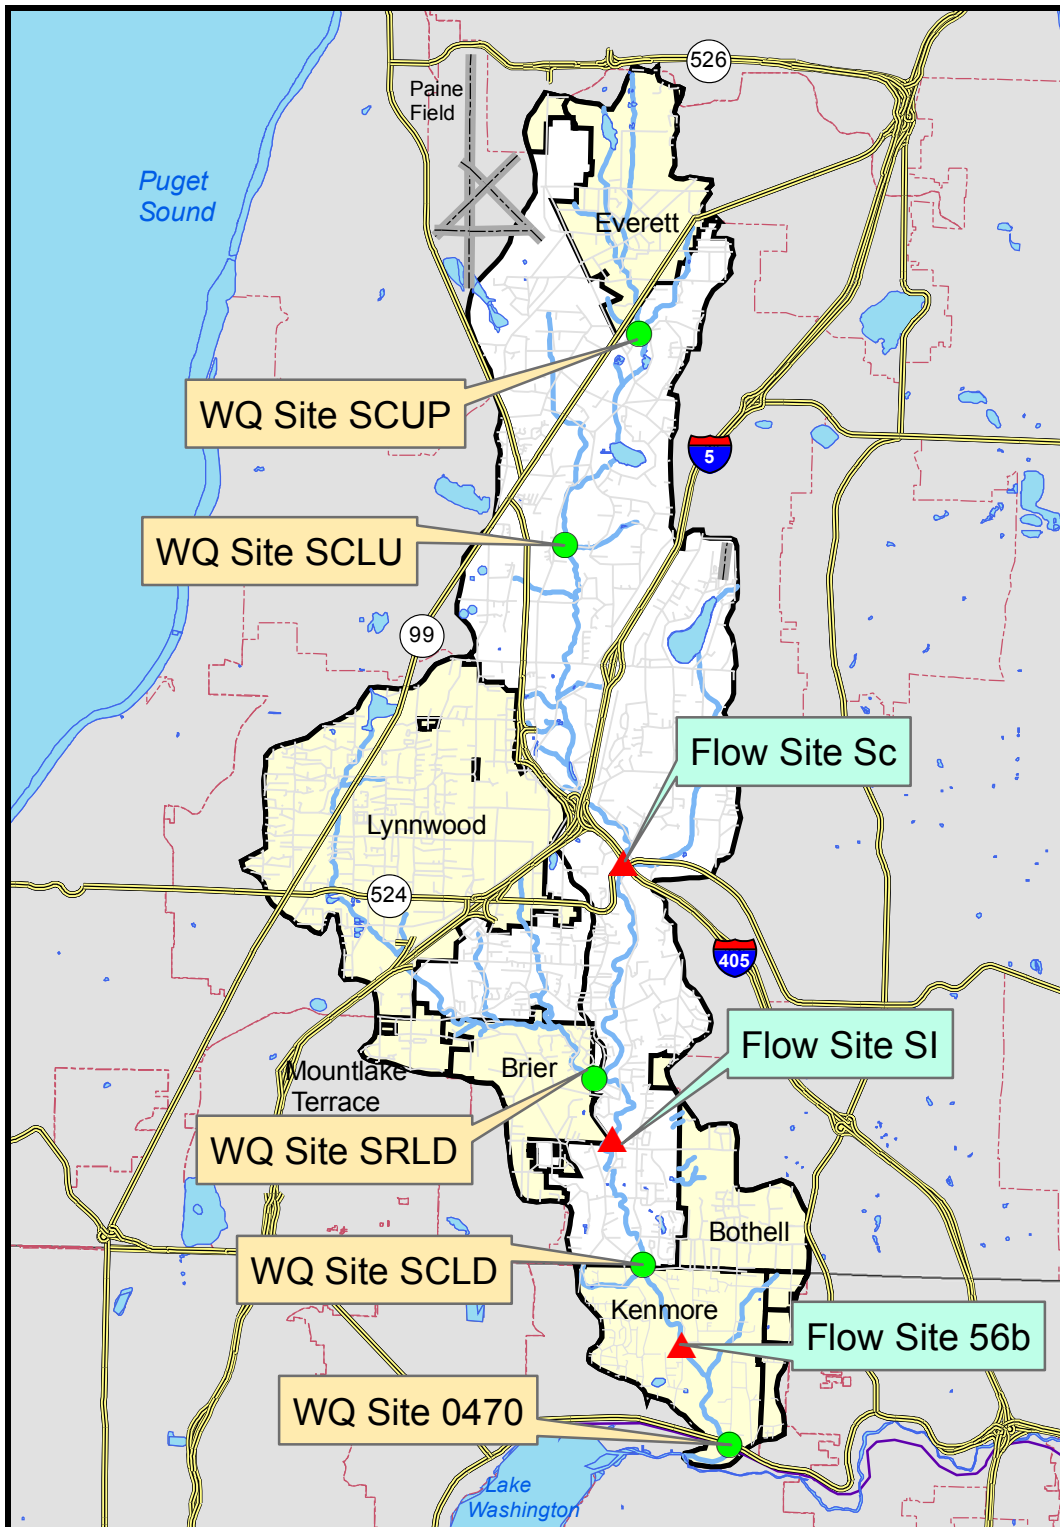 526
Paine
Field
Puget
Sound
Everett
WQ Site SCUP
5
WQ Site SCLU
99
Flow Site Sc
Lynnwood
524
405
Flow Site SI
Brier
Mountlake
Terrace
WQ Site SRLD
Bothell
WQ Site SCLD
Kenmore
Flow Site 56b
WQ Site 0470
Lake
Washington